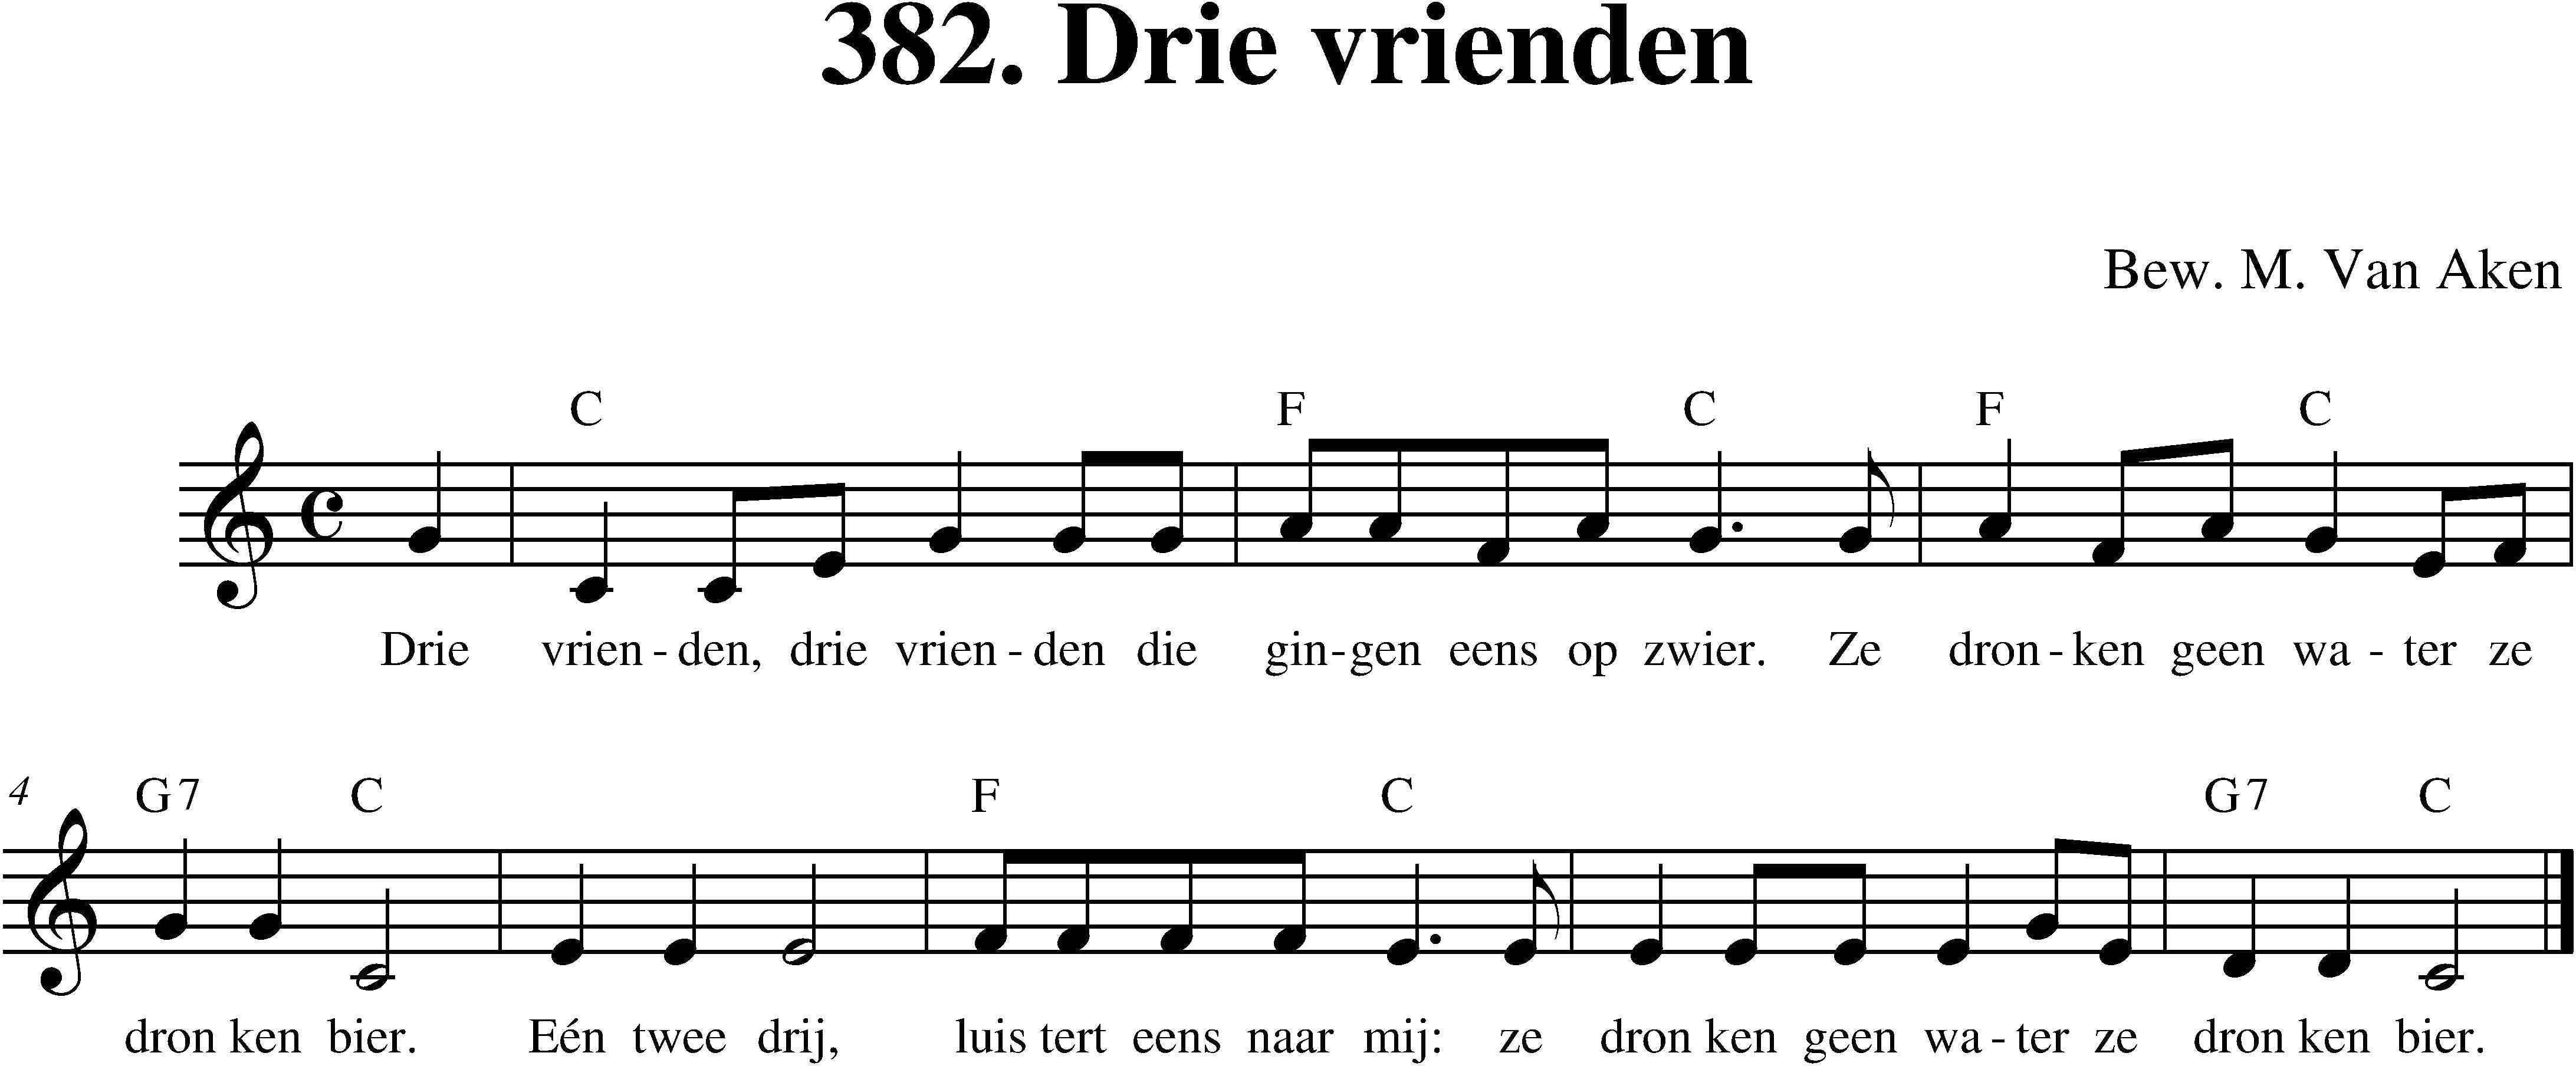 382. Drie vrienden
Bew. M. Van Aken
C F C F C
Drie vrien - den, drie vrien - den die gin-gen eens op zwier. Ze dron - ken geen wa - ter ze
4 G7 C F C G7 C
dron ken bier. Eén twee drij, luis tert eens naar mij: ze dron ken geen wa - ter ze dron ken bier.